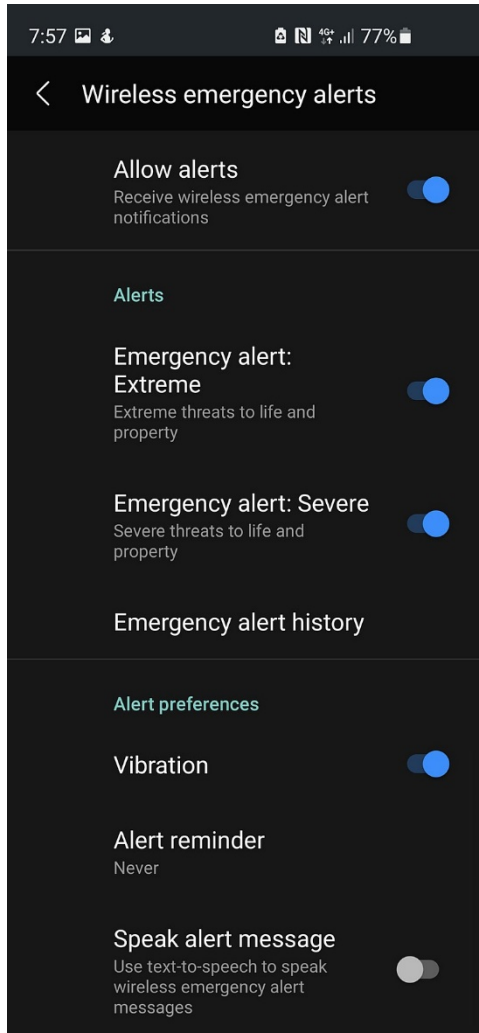 7:57 4G+ 77%
Wireless emergency alerts
Allow alerts
Receive wireless emergency alert
notifications
Alerts
Emergency alert:
Extreme
Extreme threats to life and
property
Emergency alert: Severe
Severe threats to life and
property
Emergency alert history
Alert preferences
Vibration
Alert reminder
Never
Speak alert message
Use text-to-speech to speak
wireless emergency alert
messages